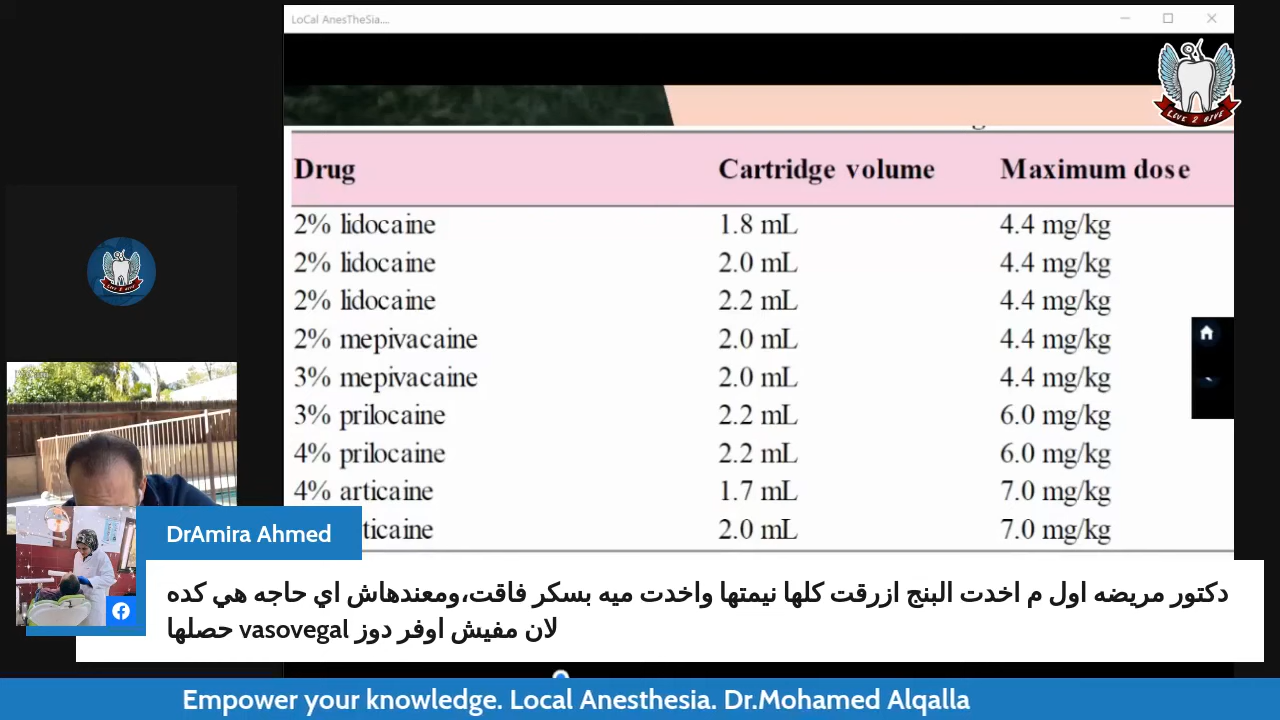 LoCal AnesTheSia....
LOVE 2 GIVE
Drug Cartridge volume Maximum dose
2% lidocaine 1.8 mL 4.4 mg/kg
2% lidocaine 2.0 mL 4.4 mg/kg
2% lidocaine 2.2 mL 4.4 mg/kg
2% mepivacaine 2.0 mL 4.4 mg/kg
3% mepivacaine 2.0 mL 4.4 mg/kg
3% prilocaine 2.2 mL 6.0 mg/kg
4% prilocaine 2.2 mL 6.0 mg/kg
4% articaine 1.7 mL 7.0 mg/kg
ticaine 2.0 mL 7.0 mg/kg
DrAmira Ahmed
دكتور مريضه اول م اخدت البنج ازرقت كلها نيمتها واخدت ميه بسكر فاقت،ومعندهاش اي حاجه هي كده
حصلها vasovegal لان مفيش اوفر دوز
Empower your knowledge. Local Anesthesia. Dr.Mohamed Alqalla